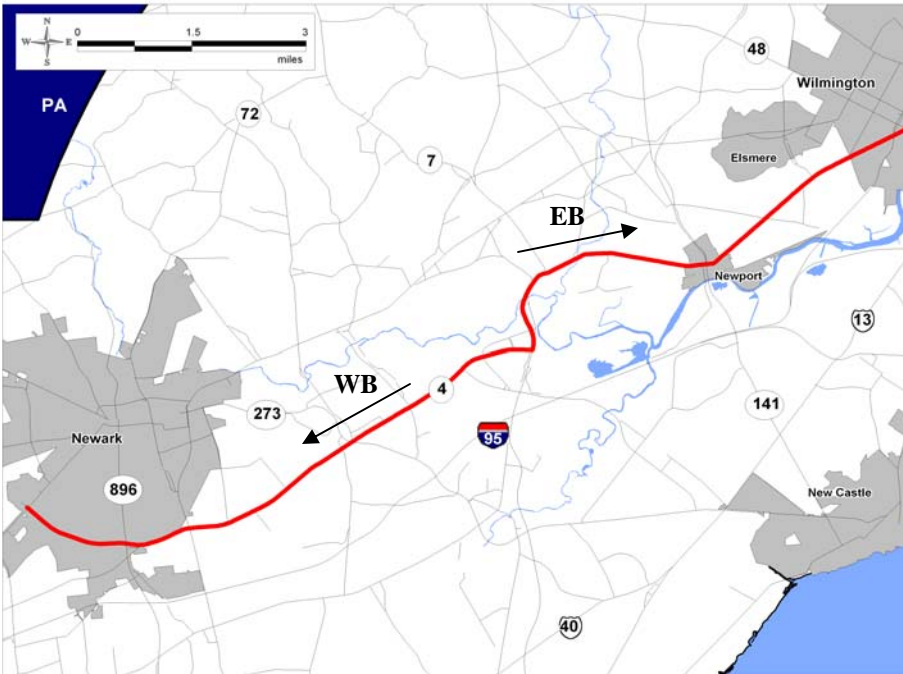 N
W E
S
0 1.5 3
miles
PA
48
Wilmington
72
7
Elsmere
EB
Newport
13
WB
4
273
141
95
Newark
896
New Castle
40